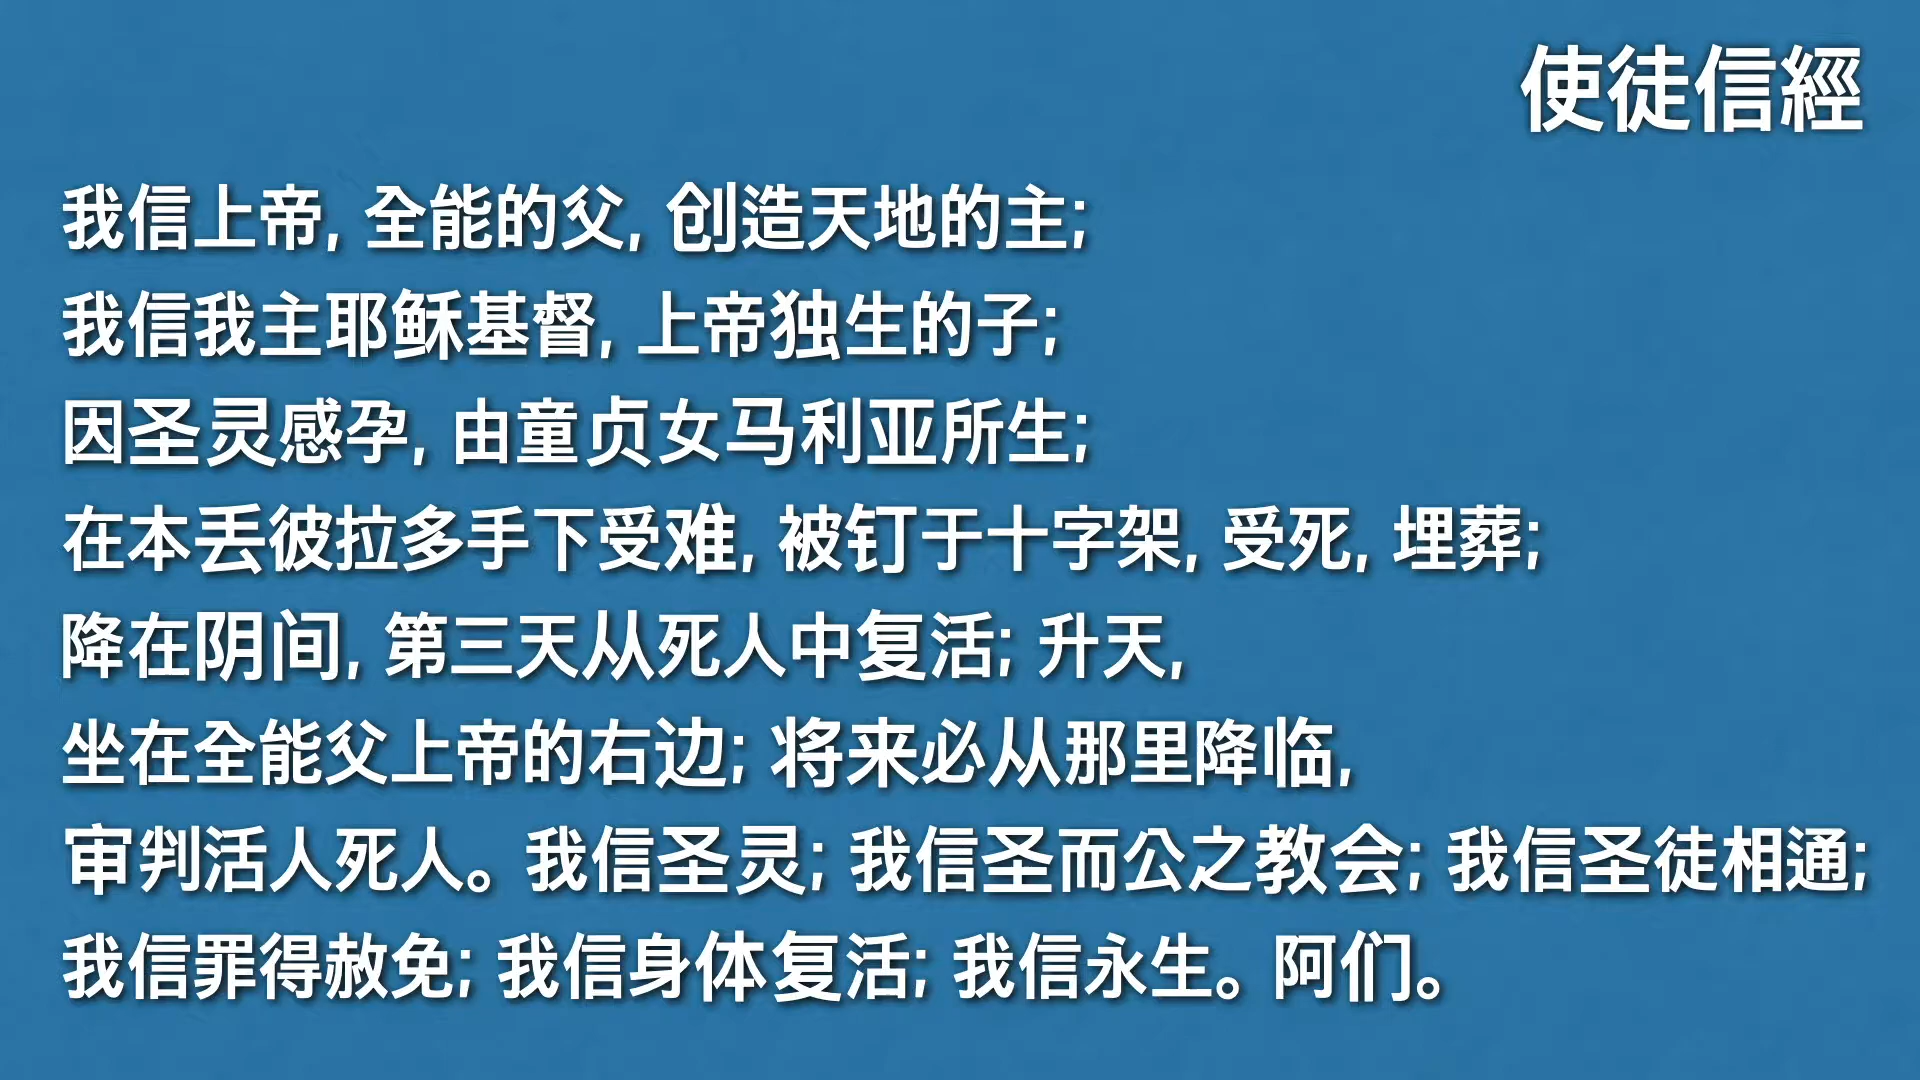 使徒信經
我信上帝, 全能的父, 创造天地的主;
我信我主耶稣基督, 上帝独生的子;
因圣灵感孕, 由童贞女马利亚所生;
在本丢彼拉多手下受难, 被钉于十字架, 受死, 埋葬;
降在阴间, 第三天从死人中复活; 升天,
坐在全能父上帝的右边; 将来必从那里降临,
审判活人死人。我信圣灵; 我信圣而公之教会; 我信圣徒相通;
我信罪得赦免; 我信身体复活; 我信永生。阿们。